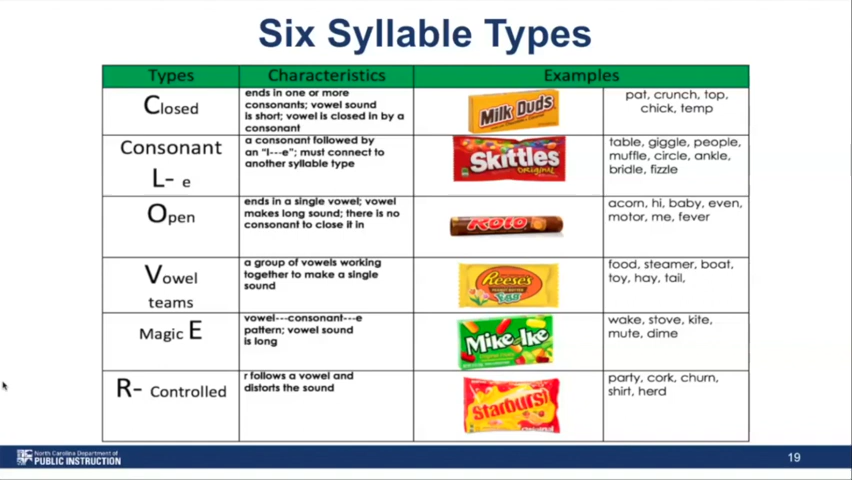 Six Syllable Types
Types Characteristics Examples
Closed
ends in one or more
consonants; vowel sound
is short; vowel is closed in by a
consonant
Milk Duds
pat, crunch, top,
chick, temp
Consonant
L- e
a consonant followed by
an "l---e"; must connect to
another syllable type
Skittles
Original
table, giggle, people,
muffle, circle, ankle,
bridle, fizzle
Open
ends in a single vowel; vowel
makes long sound; there is no
consonant to close it in
Rolo
acorn, hi, baby, even,
motor, me, fever
Vowel
teams
a group of vowels working
together to make a single
sound
Reese's
Egg
food, steamer, boat,
toy, hay, tail,
Magic E
vowel---consonant---e
pattern; vowel sound
is long
Mike and Ike
wake, stove, kite,
mute, dime
R- Controlled
r follows a vowel and
distorts the sound
Starburst
Original
party, cork, churn,
shirt, herd
North Carolina Department of
PUBLIC INSTRUCTION
19